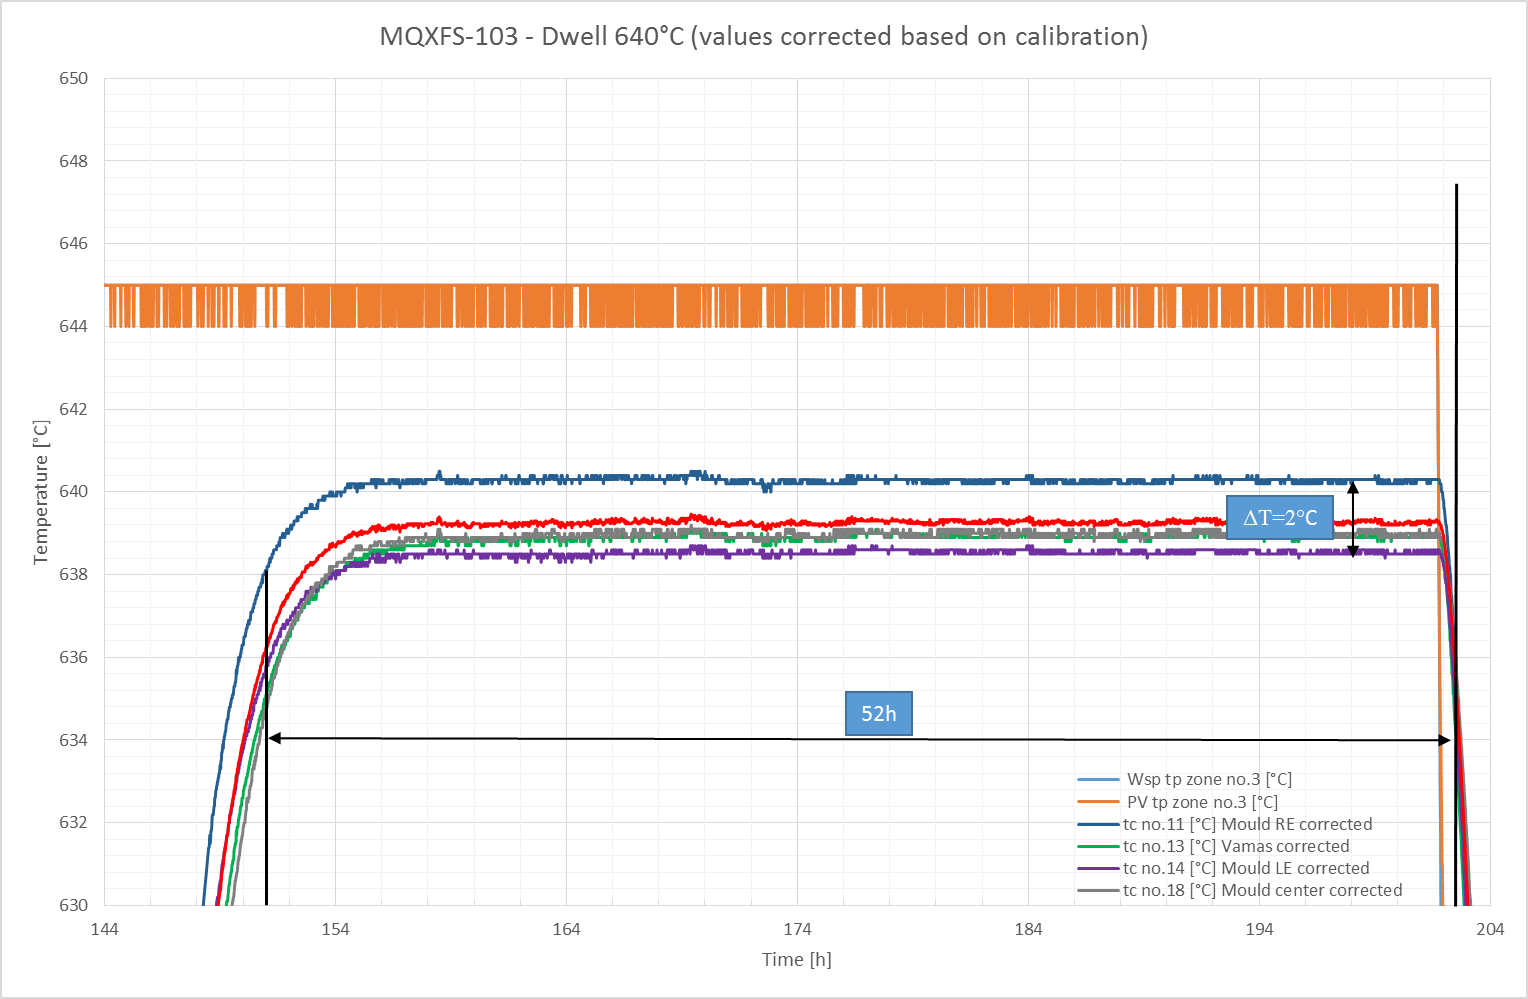 MQXFS-103 - Dwell 640°C (values corrected based on calibration)
650
648
646
644
642
640
638
636
634
632
630
Temperature [°C]
ΔT=2°C
52h
Wsp tp zone no.3 [°C]
PV tp zone no.3 [°C]
tc no.11 [°C] Mould RE corrected
tc no.13 [°C] Vamas corrected
tc no.14 [°C] Mould LE corrected
tc no.18 [°C] Mould center corrected
144 154 164 174 184 194 204
Time [h]